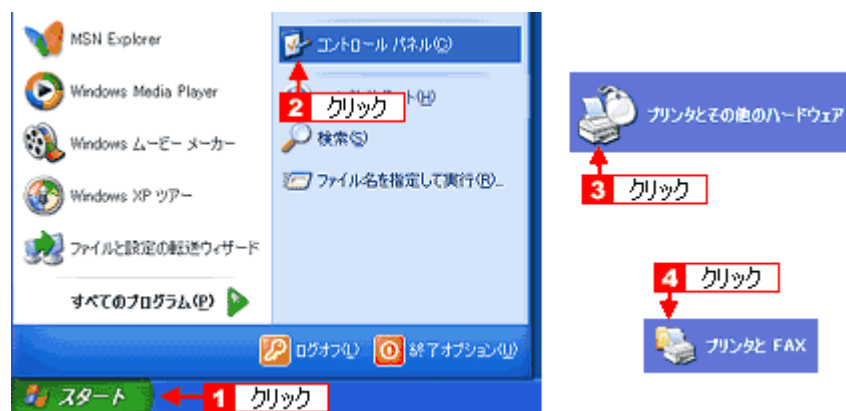 MSN Explorer
Windows Media Player
Windows ムービー メーカー
Windows XP ツアー
ファイルと設定の転送ウィザード
すべてのプログラム(P)
コントロール パネル(C)
2 クリック
ト(H)
検索(S)
ファイル名を指定して実行(R)...
ログオフ(L)
終了オプション(U)
スタート
1 クリック
プリンタとその他のハードウェア
3 クリック
4 クリック
プリンタと FAX